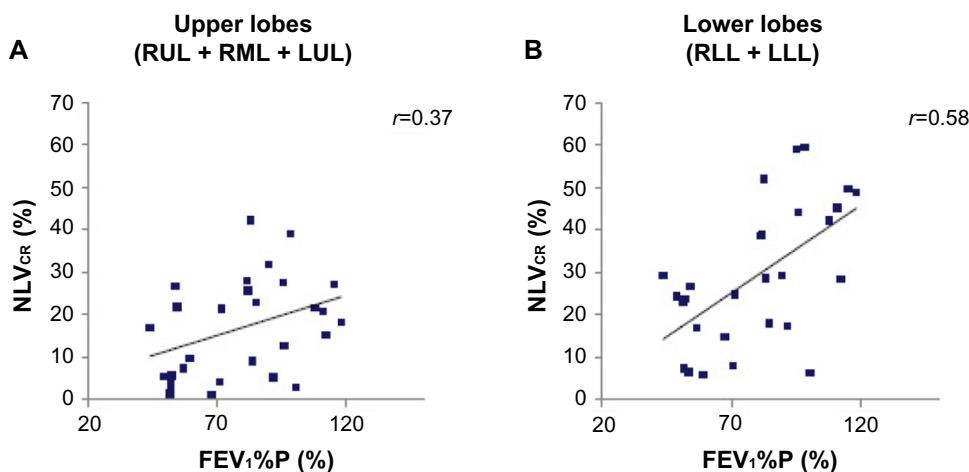 Upper lobes
(RUL + RML + LUL)
A
r=0.37
70
60
50
40
30
20
10
0
NLVCR (%)
20
70
120
FEV1%P (%)
Lower lobes
(RLL + LLL)
B
r=0.58
70
60
50
40
30
20
10
0
NLVCR (%)
20
70
120
FEV1%P (%)